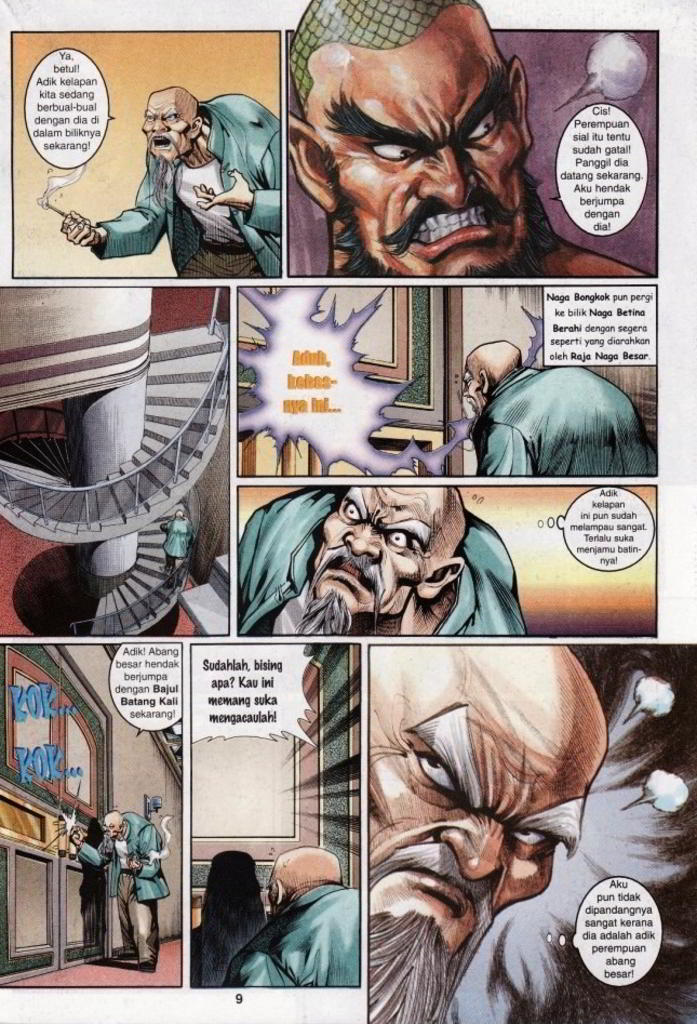 Ya,
betul!
Adik kelapan
kita sedang
berbual-bual
dengan dia di
dalam biliknya
sekarang!
Cis!
Perempuan
sial itu tentu
sudah gatal!
Panggil dia
datang segera.
Aku hendak
berjumpa
dengan
dia!
Naga Bongkok pun pergi
ke bilik Naga Betina
Berahi dengan segera
seperti yang diarahkan
oleh Raja Naga Besar.
Aduh,
bebas-
nya ini...
Adik
kelapan
ini pun sudah
melampau sangat.
Terlalu suka
menjamu batin-
nya!
Adik! Abang
besar hendak
berjumpa
dengan Bajul
Batang Kali
sekarang!
KOK...
KOK...
Sudahlah, bising
apa? Kau ini
memang suka
mengacaulah!
Aku
pun tidak
dipandangnya
sangat kerana
dia adalah adik
perempuan
abang
besar!
9